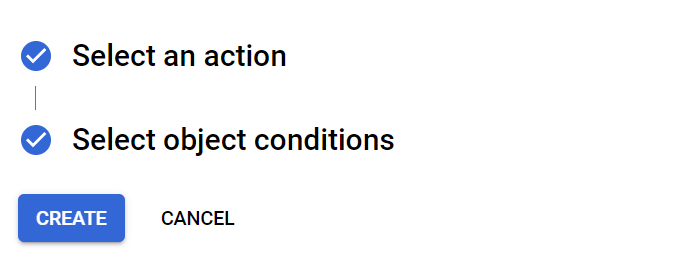 Select an action
Select object conditions
CREATE CANCEL